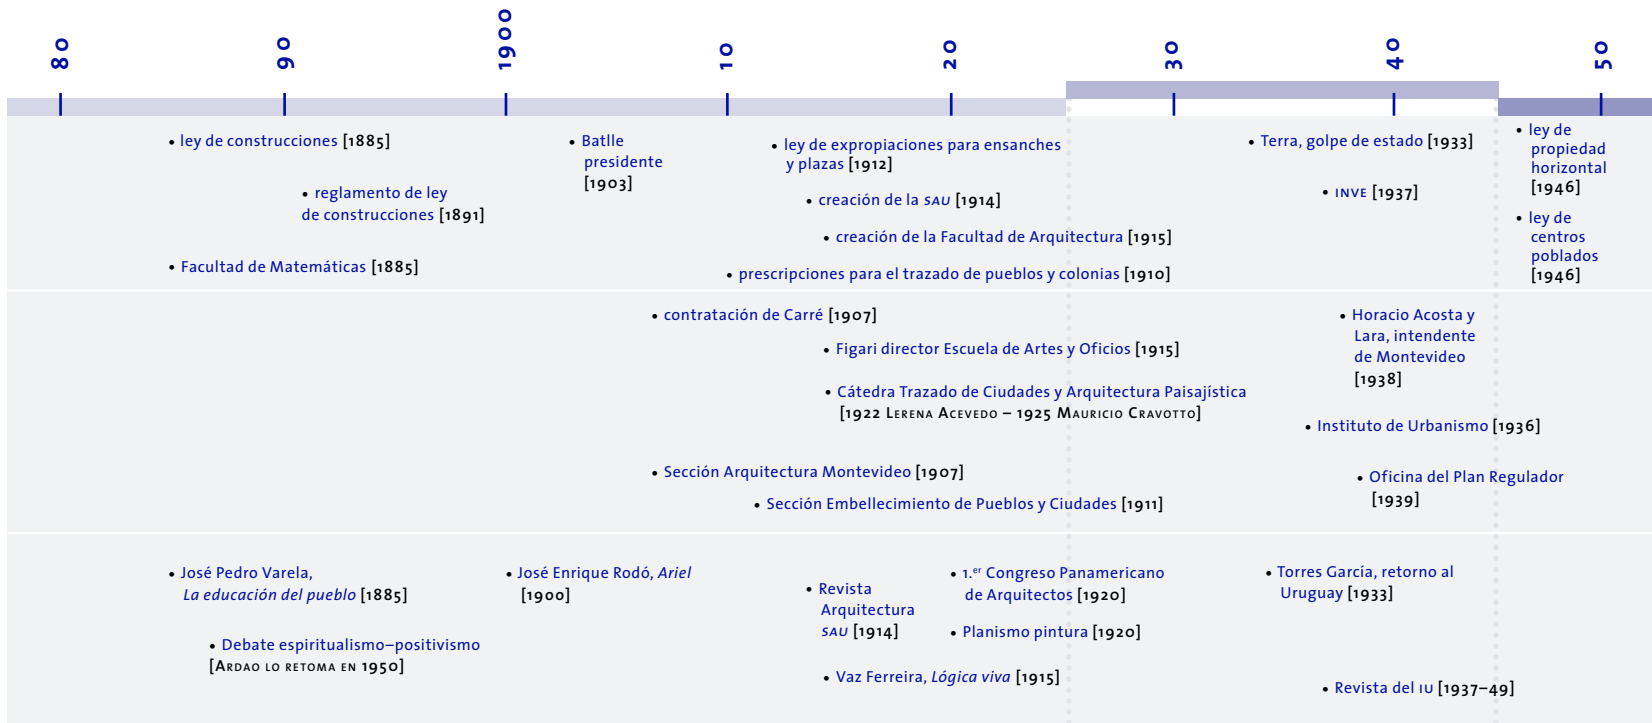 80
90
1900
10
20
30
40
50
• ley de construcciones [1885]
• reglamento de ley
de construcciones [1891]
• Facultad de Matemáticas [1885]
• Batlle
presidente
[1903]
• ley de expropiaciones para ensanches
y plazas [1912]
• creación de la SAU [1914]
• creación de la Facultad de Arquitectura [1915]
• prescripciones para el trazado de pueblos y colonias [1910]
• Terra, golpe de estado [1933]
• INVE [1937]
• ley de
propiedad
horizontal
[1946]
• ley de
centros
poblados
[1946]
• contratación de Carré [1907]
• Figari director Escuela de Artes y Oficios [1915]
• Cátedra Trazado de Ciudades y Arquitectura Paisajística
[1922 Lerena Acevedo – 1925 Mauricio Cravotto]
• Sección Arquitectura Montevideo [1907]
• Sección Embellecimiento de Pueblos y Ciudades [1911]
• Horacio Acosta y
Lara, intendente
de Montevideo
[1938]
• Instituto de Urbanismo [1936]
• Oficina del Plan Regulador
[1939]
• José Pedro Varela,
La educación del pueblo [1885]
• Debate espiritualismo–positivismo
[Ardao lo retoma en 1950]
• José Enrique Rodó, Ariel
[1900]
• Revista
Arquitectura
SAU [1914]
• Vaz Ferreira, Lógica viva [1915]
• 1.er Congreso Panamericano
de Arquitectos [1920]
• Planismo pintura [1920]
• Torres García, retorno al
Uruguay [1933]
• Revista del IU [1937–49]